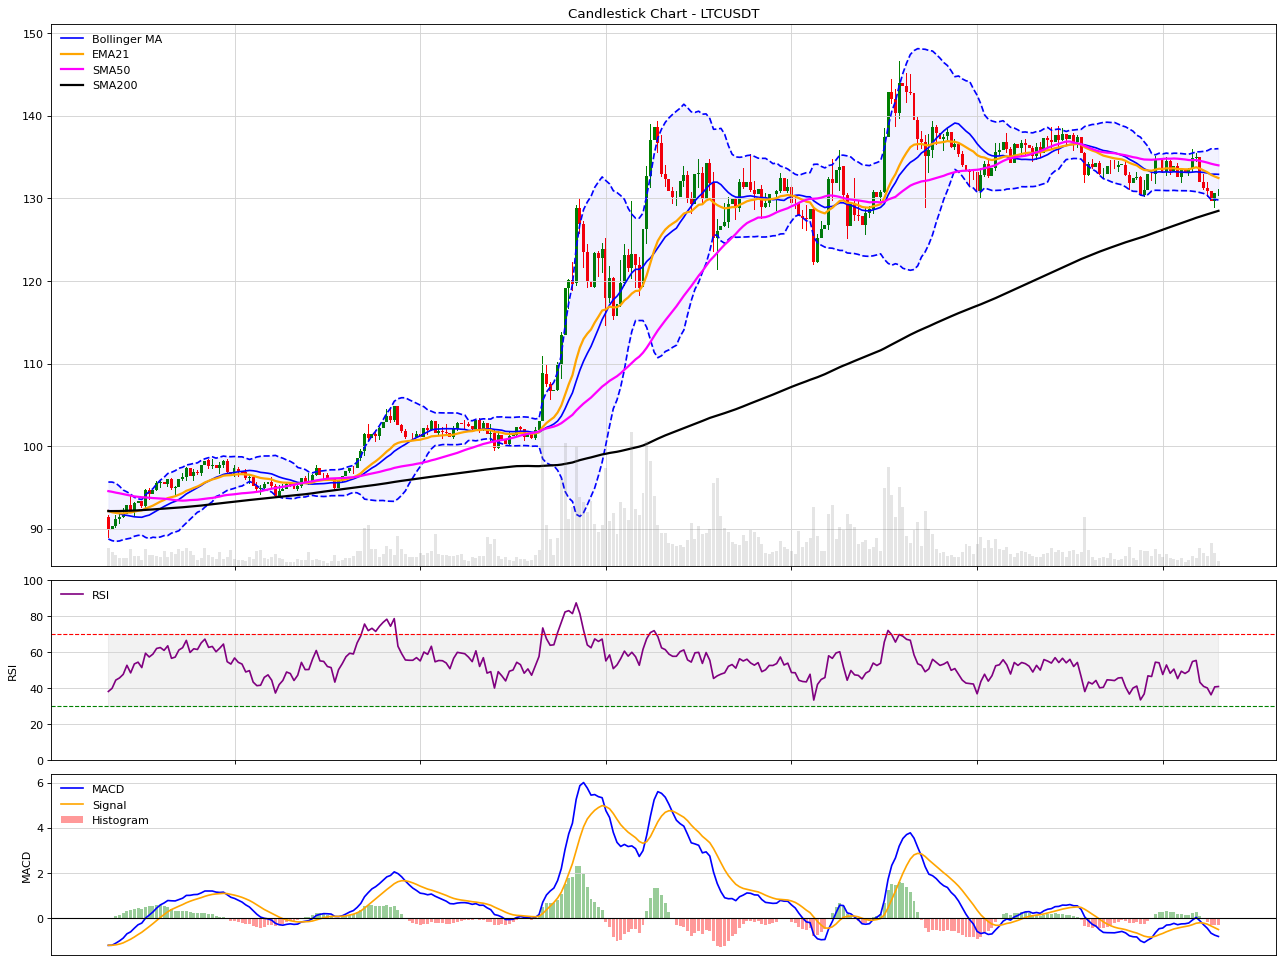 Candlestick Chart - LTCUSDT
150
140
130
120
110
100
90
Bollinger MA
EMA21
SMA50
SMA200
100
80
60
40
20
0
RSI
RSI
6
4
2
0
MACD
MACD
Signal
Histogram